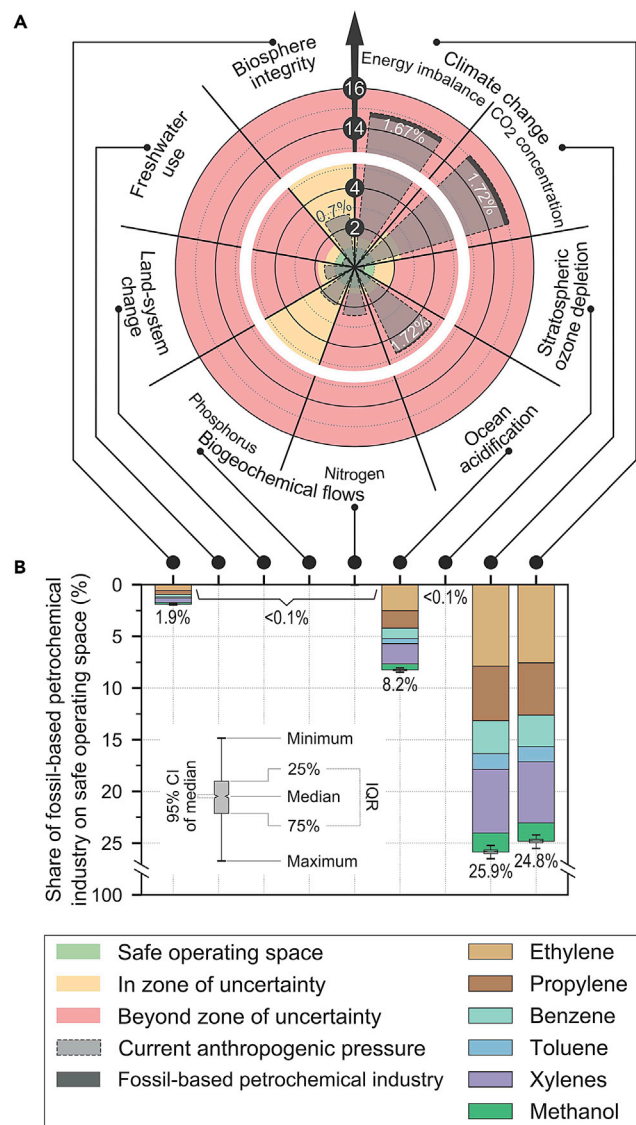 A
Biosphere
integrity
Energy imbalance
Climate change
CO2 concentration
Freshwater
use
16
14
4
2
1.67%
1.72%
0.7%
1.72%
Land-system
change
Stratospheric
ozone depletion
Phosphorus
Biogeochemical flows
Nitrogen
Ocean
acidification
B
Share of fossil-based petrochemical
industry on safe operating space (%)
0
5
10
15
20
25
100
1.9%
<0.1%
8.2%
<0.1%
25.9%
24.8%
95% CI
of median
Minimum
25%
Median
75%
Maximum
IQR
Safe operating space
In zone of uncertainty
Beyond zone of uncertainty
Current anthropogenic pressure
Fossil-based petrochemical industry
Ethylene
Propylene
Benzene
Toluene
Xylenes
Methanol